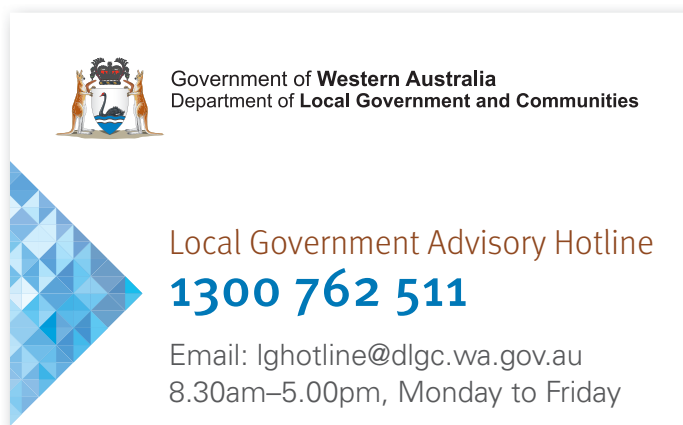 Government of Western Australia
Department of Local Government and Communities
Local Government Advisory Hotline
1300 762 511
Email: lghotline@dlgc.wa.gov.au
8.30am–5.00pm, Monday to Friday